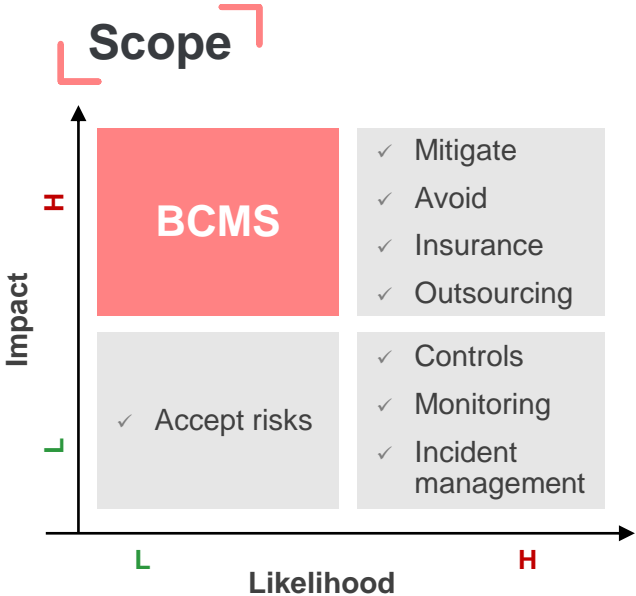 Scope
BCMS
✓ Mitigate
✓ Avoid
✓ Insurance
✓ Outsourcing
✓ Accept risks
✓ Controls
✓ Monitoring
✓ Incident
management
Impact
H
L
L
H
Likelihood